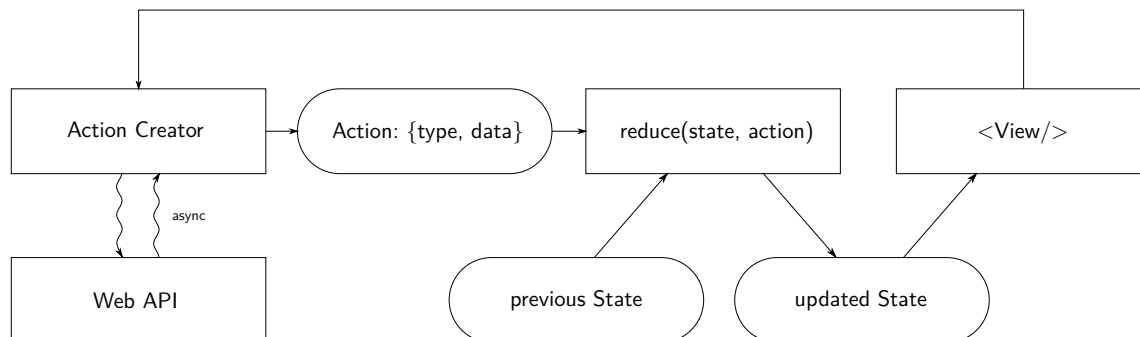 Action Creator
Action: {type, data}
reduce(state, action)
<View/>
async
Web API
previous State
updated State